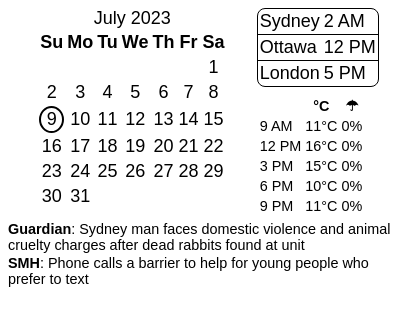 July 2023
Su Mo Tu We Th Fr Sa
1
2 3 4 5 6 7 8
9 10 11 12 13 14 15
16 17 18 19 20 21 22
23 24 25 26 27 28 29
30 31
Sydney 2 AM
Ottawa 12 PM
London 5 PM
°C ☂
9 AM 11°C 0%
12 PM 16°C 0%
3 PM 15°C 0%
6 PM 10°C 0%
9 PM 11°C 0%
Guardian: Sydney man faces domestic violence and animal
cruelty charges after dead rabbits found at unit
SMH: Phone calls a barrier to help for young people who
prefer to text